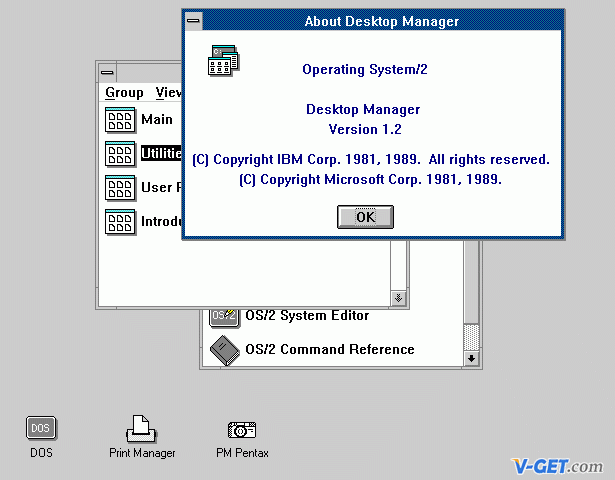 About Desktop Manager
Operating System/2
Desktop Manager
Version 1.2
(C) Copyright IBM Corp. 1981, 1989. All rights reserved.
(C) Copyright Microsoft Corp. 1981, 1989.
OK
Group View
Main
Utilitie
User P
Introdu
OS/2
OS/2 System Editor
OS/2 Command Reference
DOS
DOS
Print Manager
PM Pentax
V-GET.com